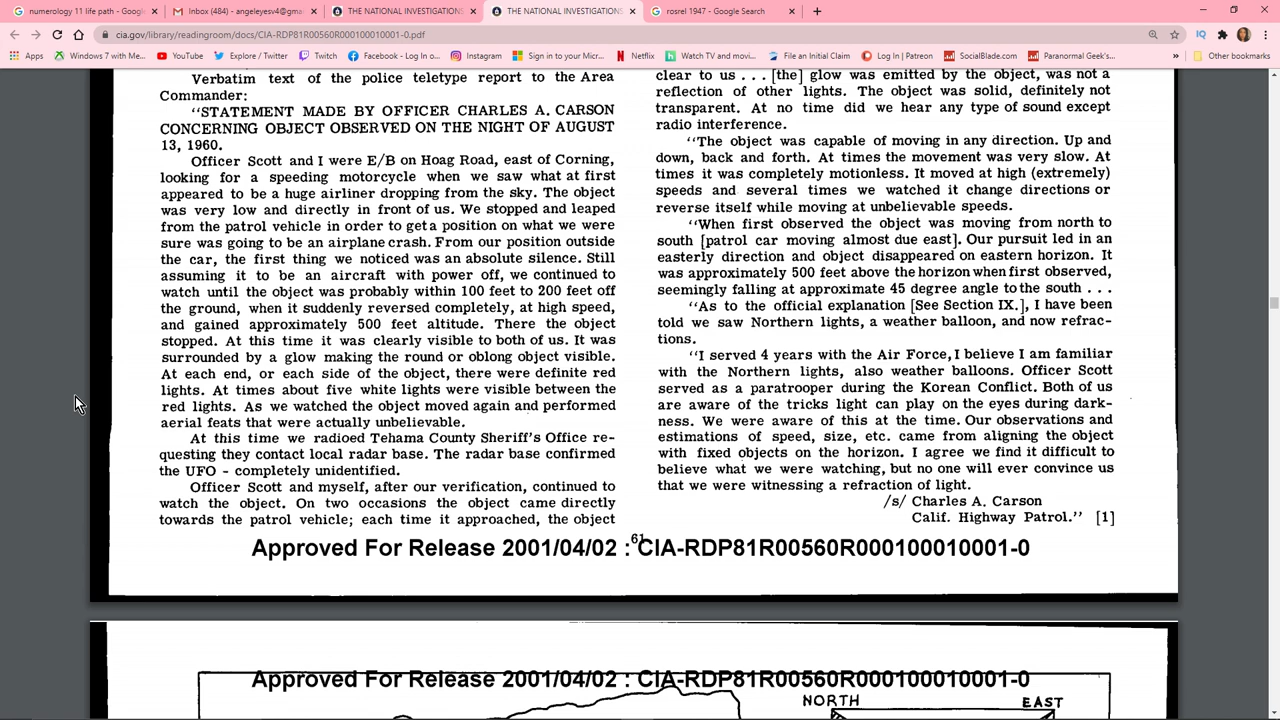 numerology 11 life path - Googl
Inbox (484) - angeleyesv4@gma
THE NATIONAL INVESTIGATIONS
THE NATIONAL INVESTIGATIONS
rosrel 1947 - Google Search
cia.gov/library/readingroom/docs/CIA-RDP81R00560R000100010001-0.pdf
Apps
Windows 7 with Me...
YouTube
Explore / Twitter
Twitch
Facebook - Log In o...
Instagram
Sign in to your Micr...
Netflix
Watch TV and movi...
File an Initial Claim
Log In | Patreon
SocialBlade.com
Paranormal Geek's...
Other bookmarks
Verbatim text of the police teletype report to the Area
Commander:
"STATEMENT MADE BY OFFICER CHARLES A. CARSON
CONCERNING OBJECT OBSERVED ON THE NIGHT OF AUGUST
13, 1960.
Officer Scott and I were E/B on Hoag Road, east of Corning,
looking for a speeding motorcycle when we saw what at first
appeared to be a huge airliner dropping from the sky. The object
was very low and directly in front of us. We stopped and leaped
from the patrol vehicle in order to get a position on what we were
sure was going to be an airplane crash. From our position outside
the car, the first thing we noticed was an absolute silence. Still
assuming it to be an aircraft with power off, we continued to
watch until the object was probably within 100 feet to 200 feet off
the ground, when it suddenly reversed completely, at high speed,
and gained approximately 500 feet altitude. There the object
stopped. At this time it was clearly visible to both of us. It was
surrounded by a glow making the round or oblong object visible.
At each end, or each side of the object, there were definite red
lights. At times about five white lights were visible between the
red lights. As we watched the object moved again and performed
aerial feats that were actually unbelievable.
At this time we radioed Tehama County Sheriff's Office re-
questing they contact local radar base. The radar base confirmed
the UFO - completely unidentified.
Officer Scott and myself, after our verification, continued to
watch the object. On two occasions the object came directly
towards the patrol vehicle; each time it approached, the object
clear to us . . . [the] glow was emitted by the object, was not a
reflection of other lights. The object was solid, definitely not
transparent. At no time did we hear any type of sound except
radio interference.
"The object was capable of moving in any direction. Up and
down, back and forth. At times the movement was very slow. At
times it was completely motionless. It moved at high (extremely)
speeds and several times we watched it change directions or
reverse itself while moving at unbelievable speeds.
"When first observed the object was moving from north to
south [patrol car moving almost due east]. Our pursuit led in an
easterly direction and object disappeared on eastern horizon. It
was approximately 500 feet above the horizon when first observed,
seemingly falling at approximate 45 degree angle to the south . . .
"As to the official explanation [See Section IX.], I have been
told we saw Northern lights, a weather balloon, and now refrac-
tions.
"I served 4 years with the Air Force, I believe I am familiar
with the Northern lights, also weather balloons. Officer Scott
served as a paratrooper during the Korean Conflict. Both of us
are aware of the tricks light can play on the eyes during dark-
ness. We were aware of this at the time. Our observations and
estimations of speed, size, etc. came from aligning the object
with fixed objects on the horizon. I agree we find it difficult to
believe what we were watching, but no one will ever convince us
that we were witnessing a refraction of light.
/s/ Charles A. Carson
Calif. Highway Patrol." [1]
61
Approved For Release 2001/04/02 : CIA-RDP81R00560R000100010001-0
Approved For Release 2001/04/02 : CIA-RDP81R00560R000100010001-0
NORTH
EAST